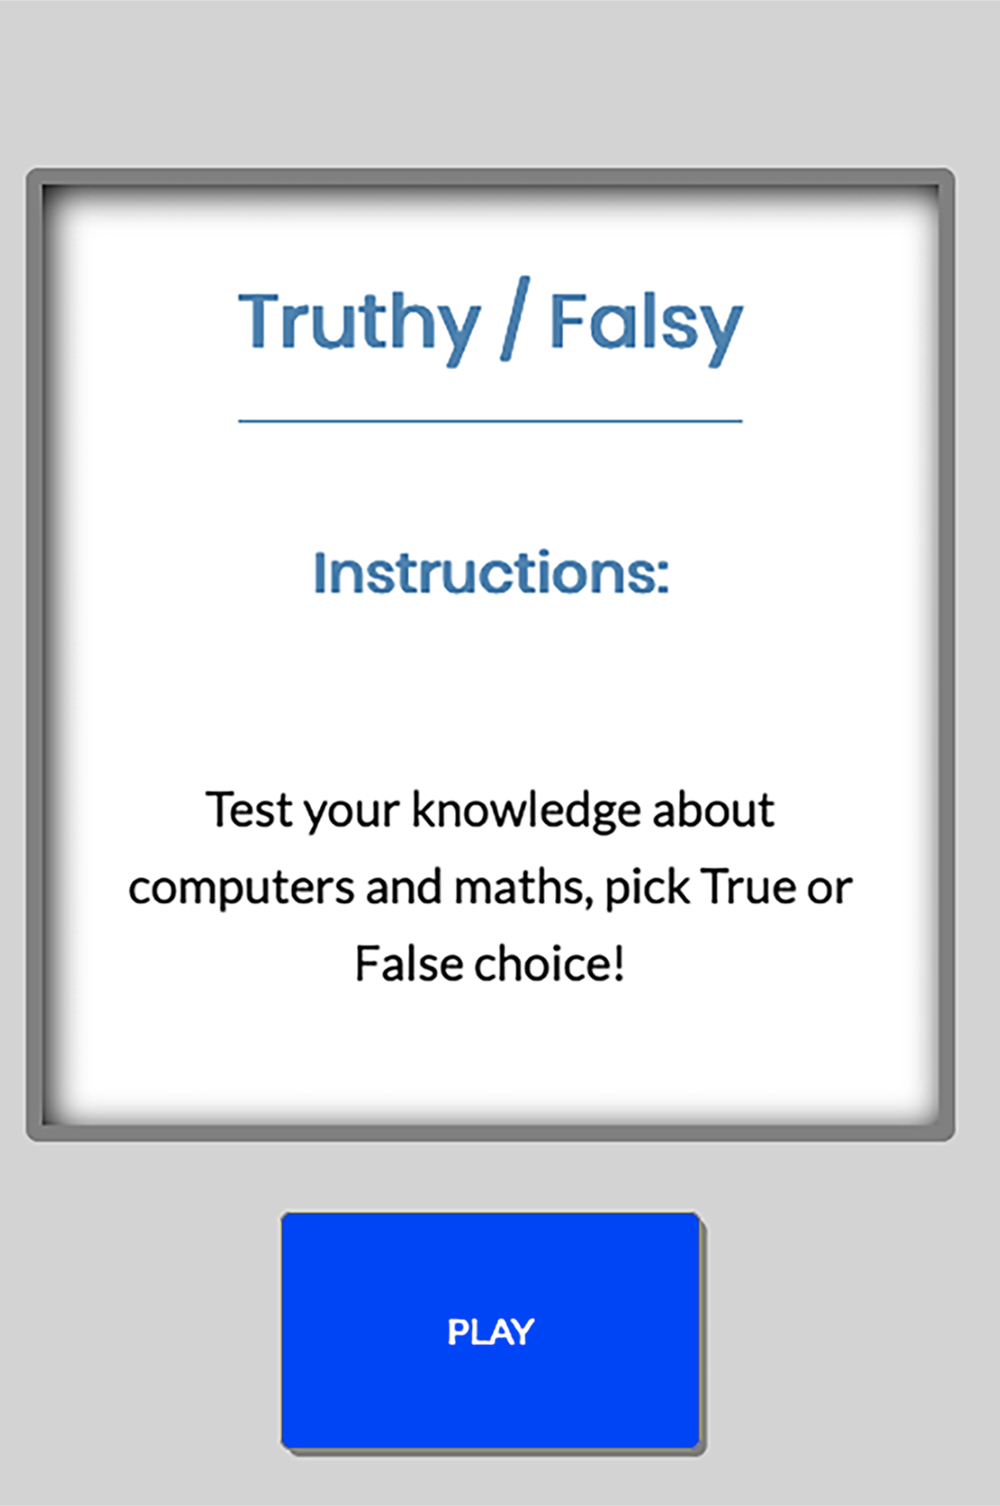 Truthy / Falsy
Instructions:
Test your knowledge about
computers and maths, pick True or
False choice!
PLAY